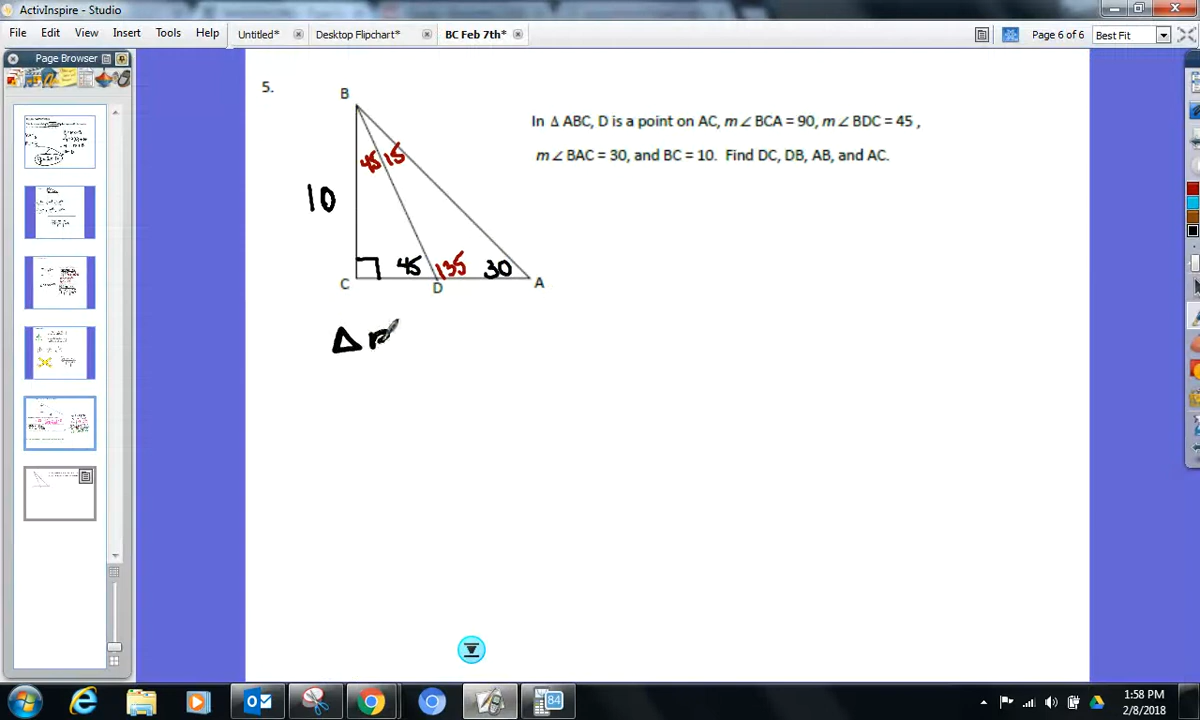 ActivInspire - Studio
File Edit View Insert Tools Help
Untitled* Desktop Flipchart* BC Feb 7th*
Page 6 of 6 Best Fit
Page Browser
5.
B
In Δ ABC, D is a point on AC, m∠BCA = 90, m∠BDC = 45 ,
m∠BAC = 30, and BC = 10. Find DC, DB, AB, and AC.
45 15
10
45 135 30
C D A
Δ
84
1:58 PM
2/8/2018